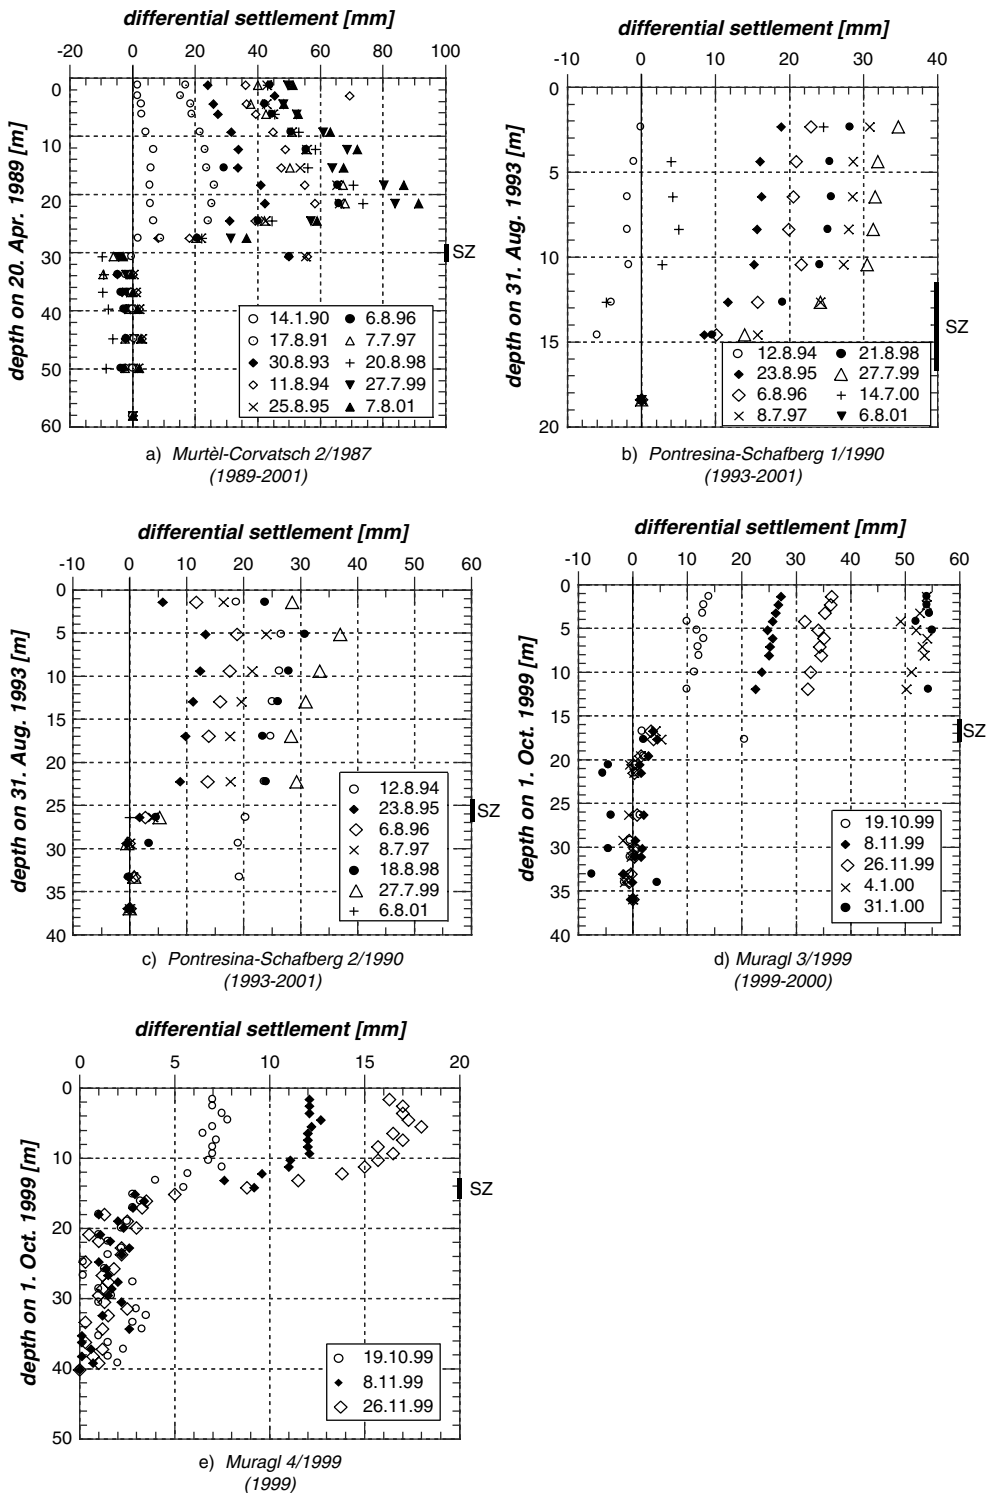 differential settlement [mm]
-20 0 20 40 60 80 100
depth on 20. Apr. 1989 [m]
0
10
20
30
40
50
60
SZ
14.1.90 6.8.96
17.8.91 7.7.97
30.8.93 20.8.98
11.8.94 27.7.99
25.8.95 7.8.01
a) Murtèl-Corvatsch 2/1987
(1989-2001)
differential settlement [mm]
-10 0 10 20 30 40
depth on 31. Aug. 1993 [m]
0
5
10
15
20
SZ
12.8.94 21.8.98
23.8.95 27.7.99
6.8.96 14.7.00
8.7.97 6.8.01
b) Pontresina-Schafberg 1/1990
(1993-2001)
differential settlement [mm]
-10 0 10 20 30 40 50 60
depth on 31. Aug. 1993 [m]
0
5
10
15
20
25
30
35
40
SZ
12.8.94
23.8.95
6.8.96
8.7.97
18.8.98
27.7.99
6.8.01
c) Pontresina-Schafberg 2/1990
(1993-2001)
differential settlement [mm]
-10 0 10 20 30 40 50 60
depth on 1. Oct. 1999 [m]
0
5
10
15
20
25
30
35
40
SZ
19.10.99
8.11.99
26.11.99
4.1.00
31.1.00
d) Muragl 3/1999
(1999-2000)
differential settlement [mm]
0 5 10 15 20
depth on 1. Oct. 1999 [m]
0
10
20
30
40
50
SZ
19.10.99
8.11.99
26.11.99
e) Muragl 4/1999
(1999)